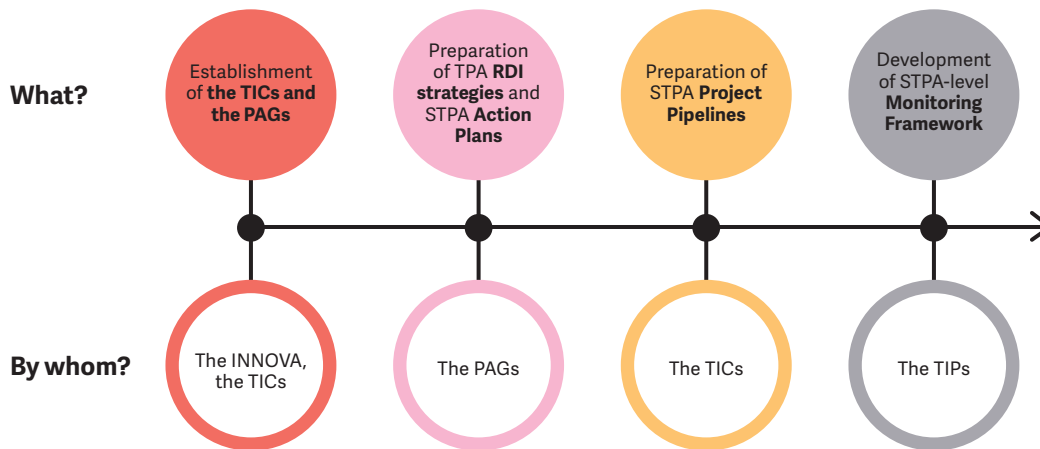 What?
Establishment
of the TICs and
the PAGs
Preparation
of TPA RDI
strategies and
STPA Action
Plans
Preparation of
STPA Project
Pipelines
Development
of STPA-level
Monitoring
Framework
By whom?
The INNOVA,
the TICs
The PAGs
The TICs
The TIPs